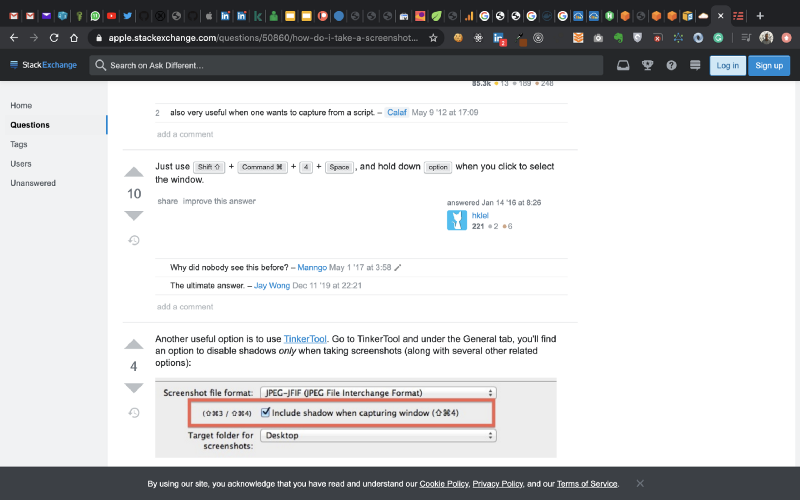 apple.stackexchange.com/questions/50860/how-do-i-take-a-screenshot...
StackExchange
Search on Ask Different...
Log in
Sign up
Home
Questions
Tags
Users
Unanswered
85.3k 13 189 248
2 also very useful when one wants to capture from a script. – Calaf May 9 '12 at 17:09
add a comment
10
Just use Shift ⇧ + Command ⌘ + 4 + Space, and hold down option when you click to select
the window.
share improve this answer
answered Jan 14 '16 at 8:26
hklel
221 2 6
Why did nobody see this before? – Manngo May 1 '17 at 3:58
The ultimate answer. – Jay Wong Dec 11 '19 at 22:21
add a comment
4
Another useful option is to use TinkerTool. Go to TinkerTool and under the General tab, you'll find
an option to disable shadows only when taking screenshots (along with several other related
options):
Screenshot file format: JPEG-JFIF (JPEG File Interchange Format)
(⇧⌘3 / ⇧⌘4) Include shadow when capturing window (⇧⌘4)
Target folder for Desktop
screenshots:
By using our site, you acknowledge that you have read and understand our Cookie Policy, Privacy Policy, and our Terms of Service.